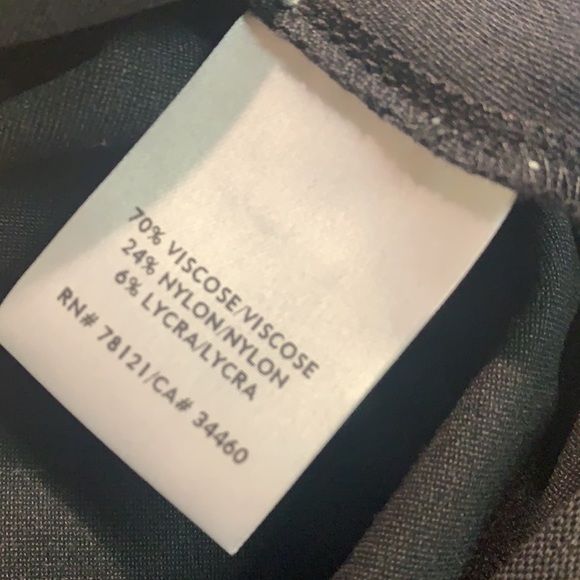 70% VISCOSE/VISCOSE
24% NYLON/NYLON
6% LYCRA/LYCRA
RN# 78121/CA# 34460